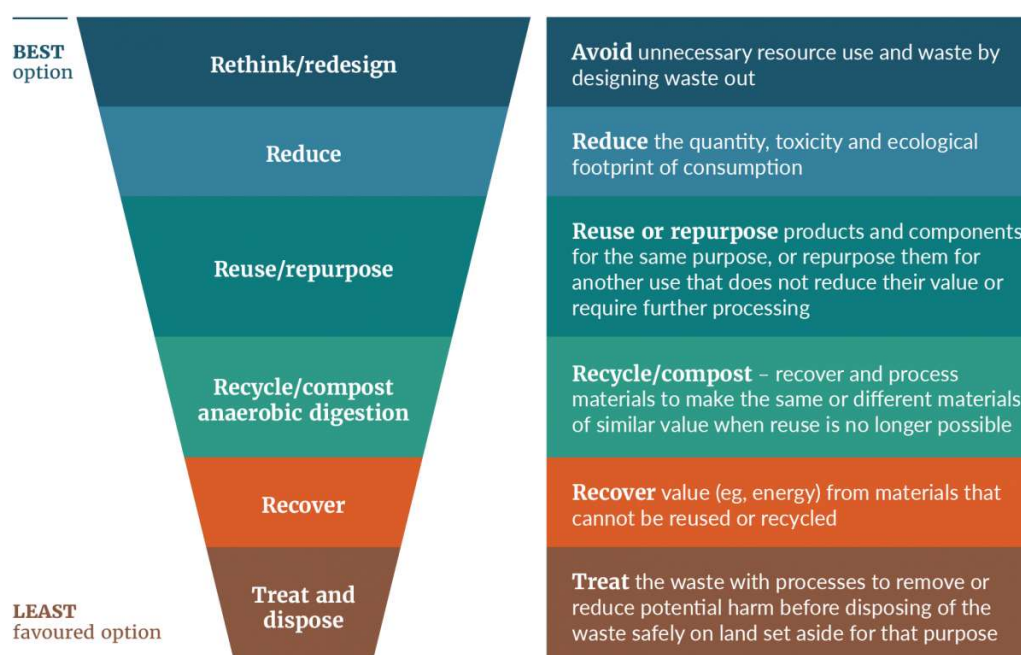 BEST
option
Rethink/redesign
Avoid unnecessary resource use and waste by
designing waste out
Reduce
Reduce the quantity, toxicity and ecological
footprint of consumption
Reuse/repurpose
Reuse or repurpose products and components
for the same purpose, or repurpose them for
another use that does not reduce their value or
require further processing
Recycle/compost
anaerobic digestion
Recycle/compost – recover and process
materials to make the same or different materials
of similar value when reuse is no longer possible
Recover
Recover value (eg, energy) from materials that
cannot be reused or recycled
LEAST
favoured option
Treat and
dispose
Treat the waste with processes to remove or
reduce potential harm before disposing of the
waste safely on land set aside for that purpose